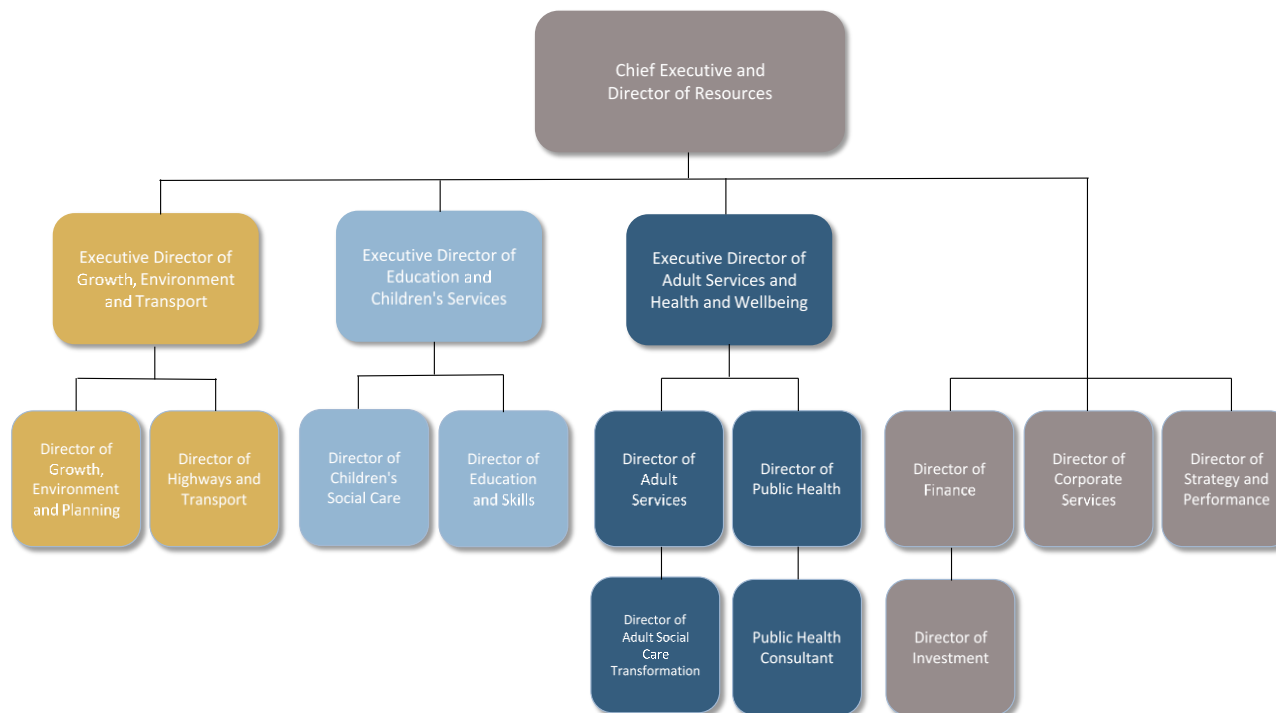 Chief Executive and
Director of Resources
Executive Director of
Growth, Environment
and Transport
Executive Director of
Education and
Children's Services
Executive Director of
Adult Services and
Health and Wellbeing
Director of
Growth,
Environment
and Planning
Director of
Highways and
Transport
Director of
Children's
Social Care
Director of
Education
and Skills
Director of
Adult
Services
Director of
Public Health
Director of
Finance
Director of
Corporate
Services
Director of
Strategy and
Performance
Director of
Adult Social
Care
Transformation
Public Health
Consultant
Director of
Investment